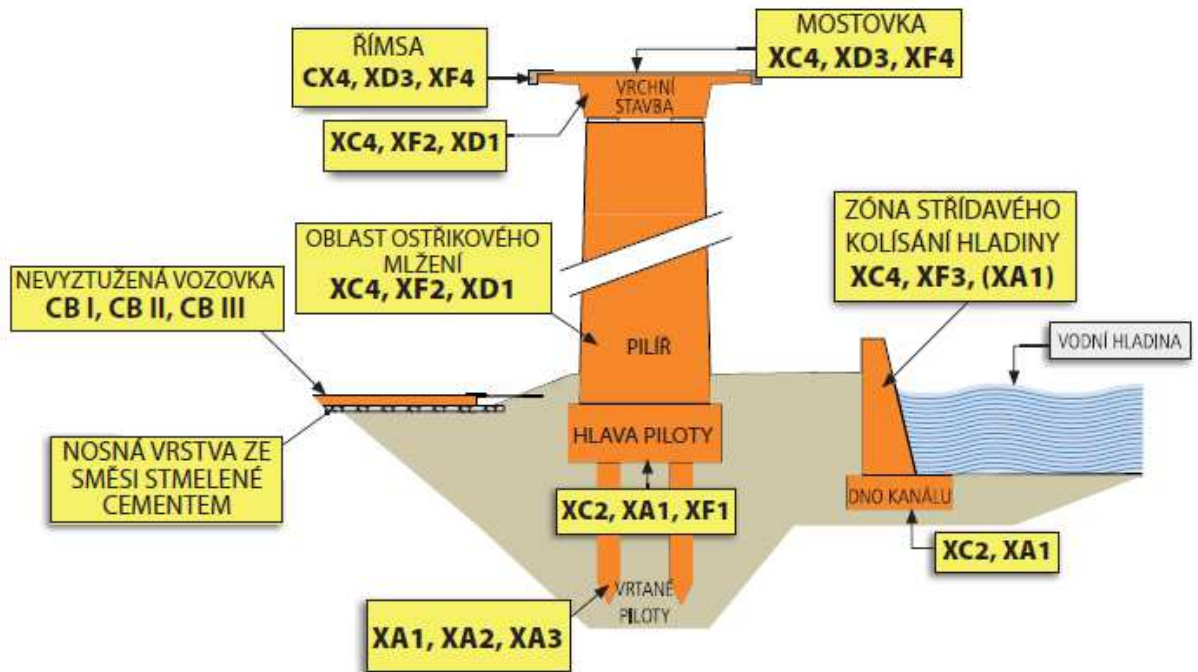 ŘÍMSA
CX4, XD3, XF4
MOSTOVKA
XC4, XD3, XF4
VRCHNÍ
STAVBA
XC4, XF2, XD1
ZÓNA STŘÍDAVÉHO
KOLÍSÁNÍ HLADINY
XC4, XF3, (XA1)
OBLAST OSTŘIKOVÉHO
MLŽENÍ
XC4, XF2, XD1
NEVYZTUŽENÁ VOZOVKA
CB I, CB II, CB III
PILÍŘ
VODNÍ HLADINA
NOSNÁ VRSTVA ZE
SMĚSI STMELENÉ
CEMENTEM
HLAVA PILOTY
XC2, XA1, XF1
DNO KANÁLU
XC2, XA1
VRTANÉ
PILOTY
XA1, XA2, XA3